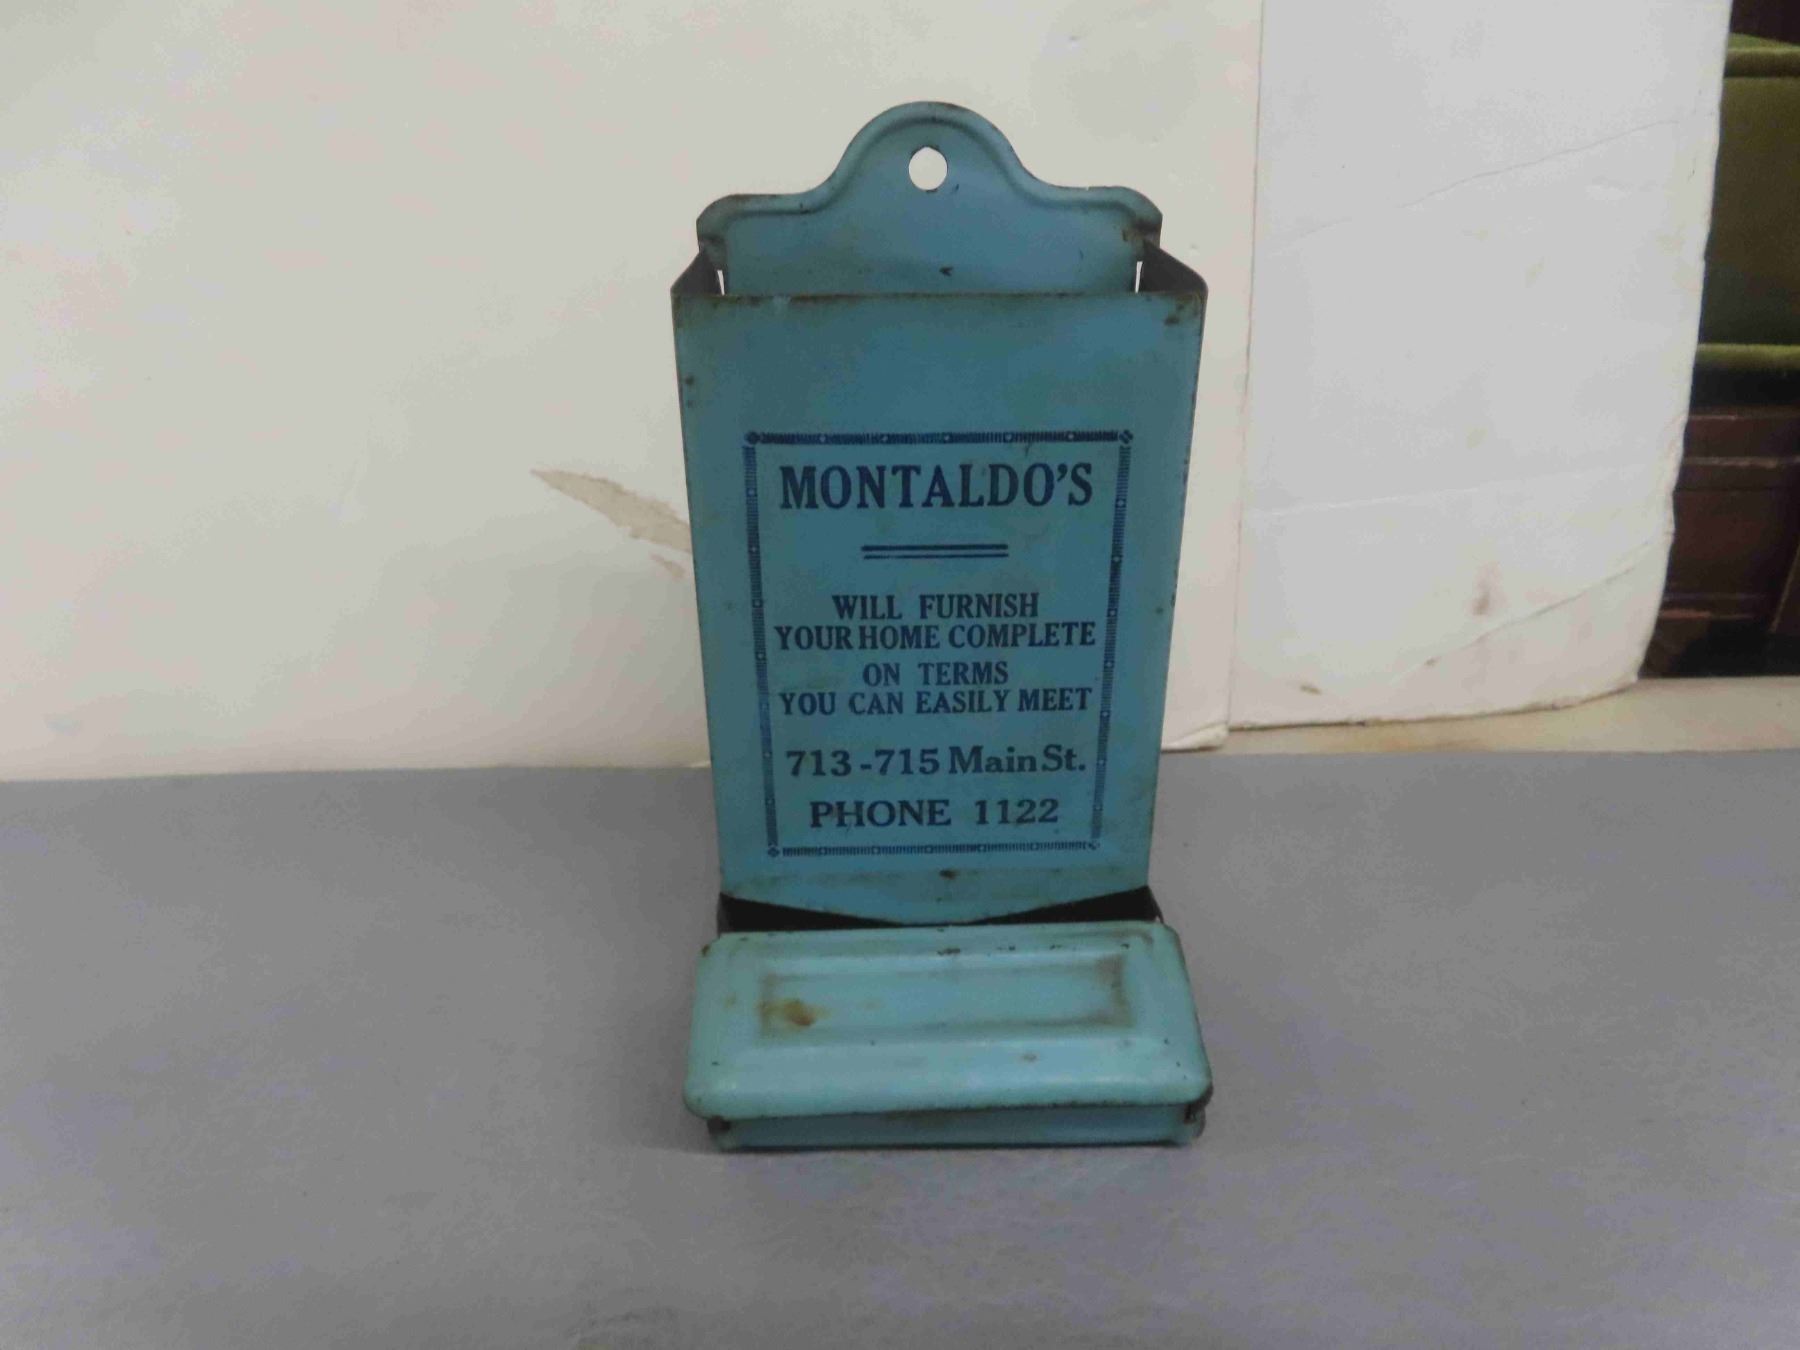 MONTALDO'S
WILL FURNISH
YOUR HOME COMPLETE
ON TERMS
YOU CAN EASILY MEET
713-715 Main St.
PHONE 1122